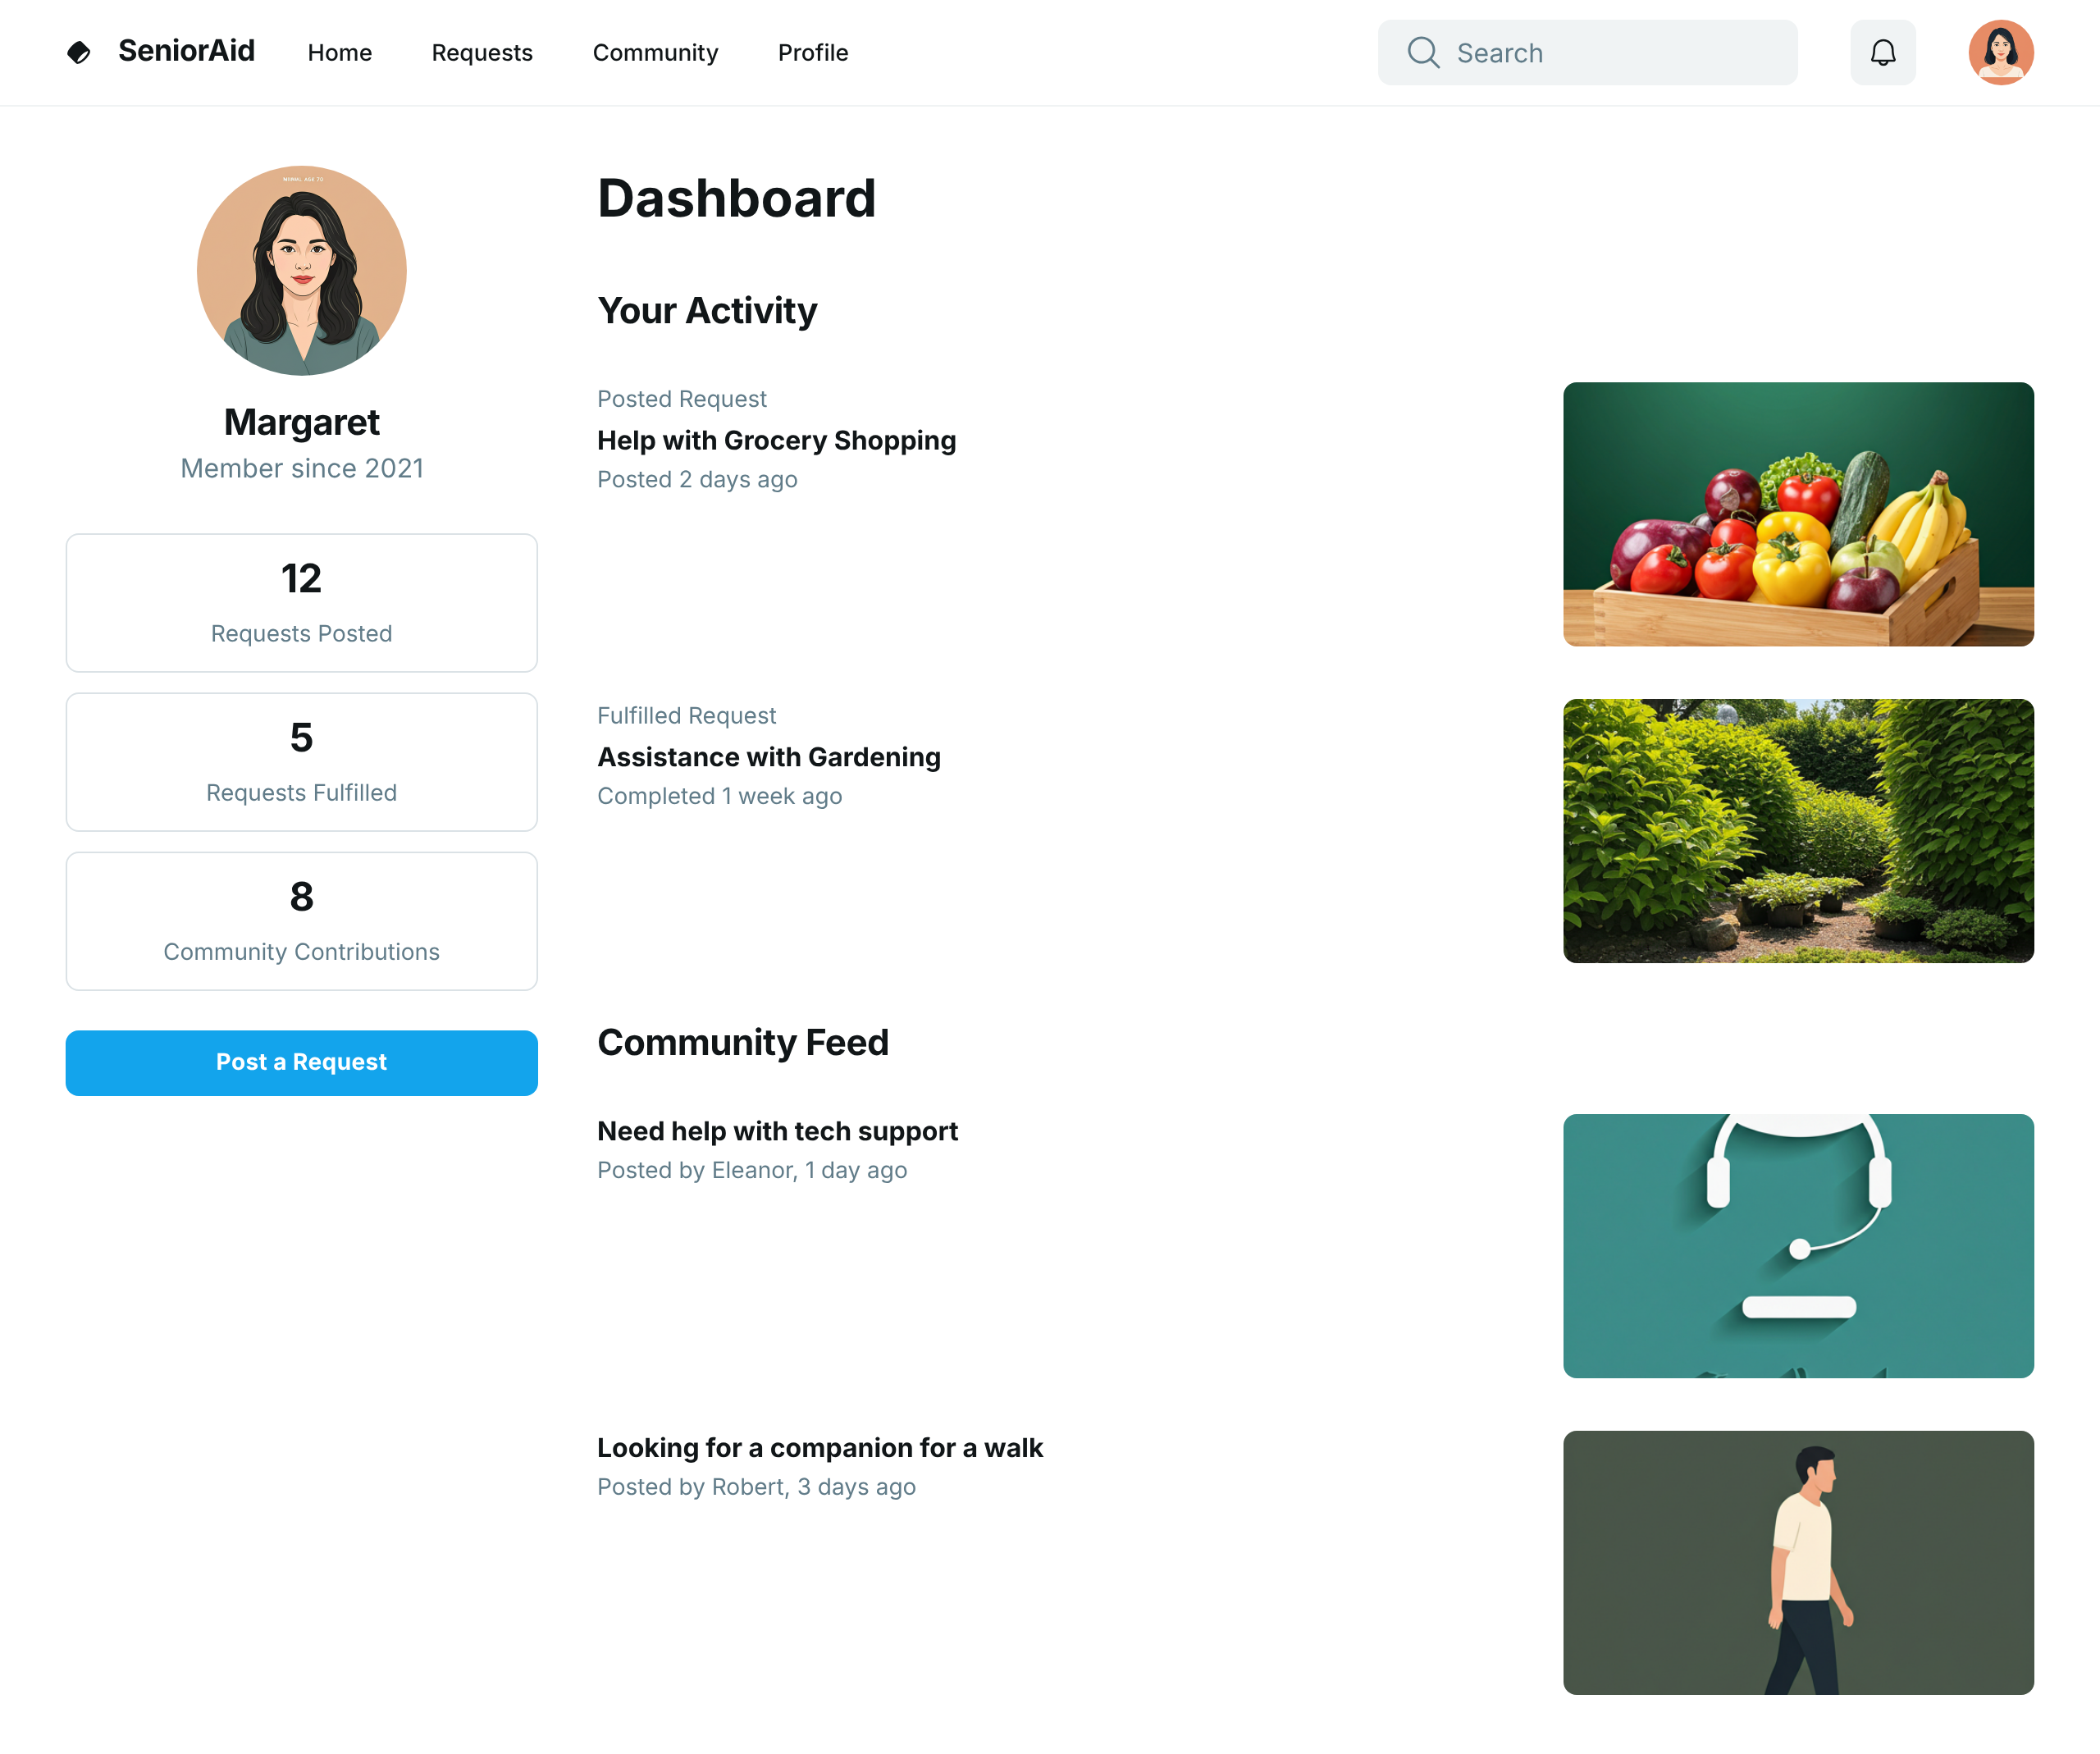 SeniorAid
Home
Requests
Community
Profile
Search
Margaret
Member since 2021
12
Requests Posted
5
Requests Fulfilled
8
Community Contributions
Post a Request
Dashboard
Your Activity
Posted Request
Help with Grocery Shopping
Posted 2 days ago
Fulfilled Request
Assistance with Gardening
Completed 1 week ago
Community Feed
Need help with tech support
Posted by Eleanor, 1 day ago
Looking for a companion for a walk
Posted by Robert, 3 days ago